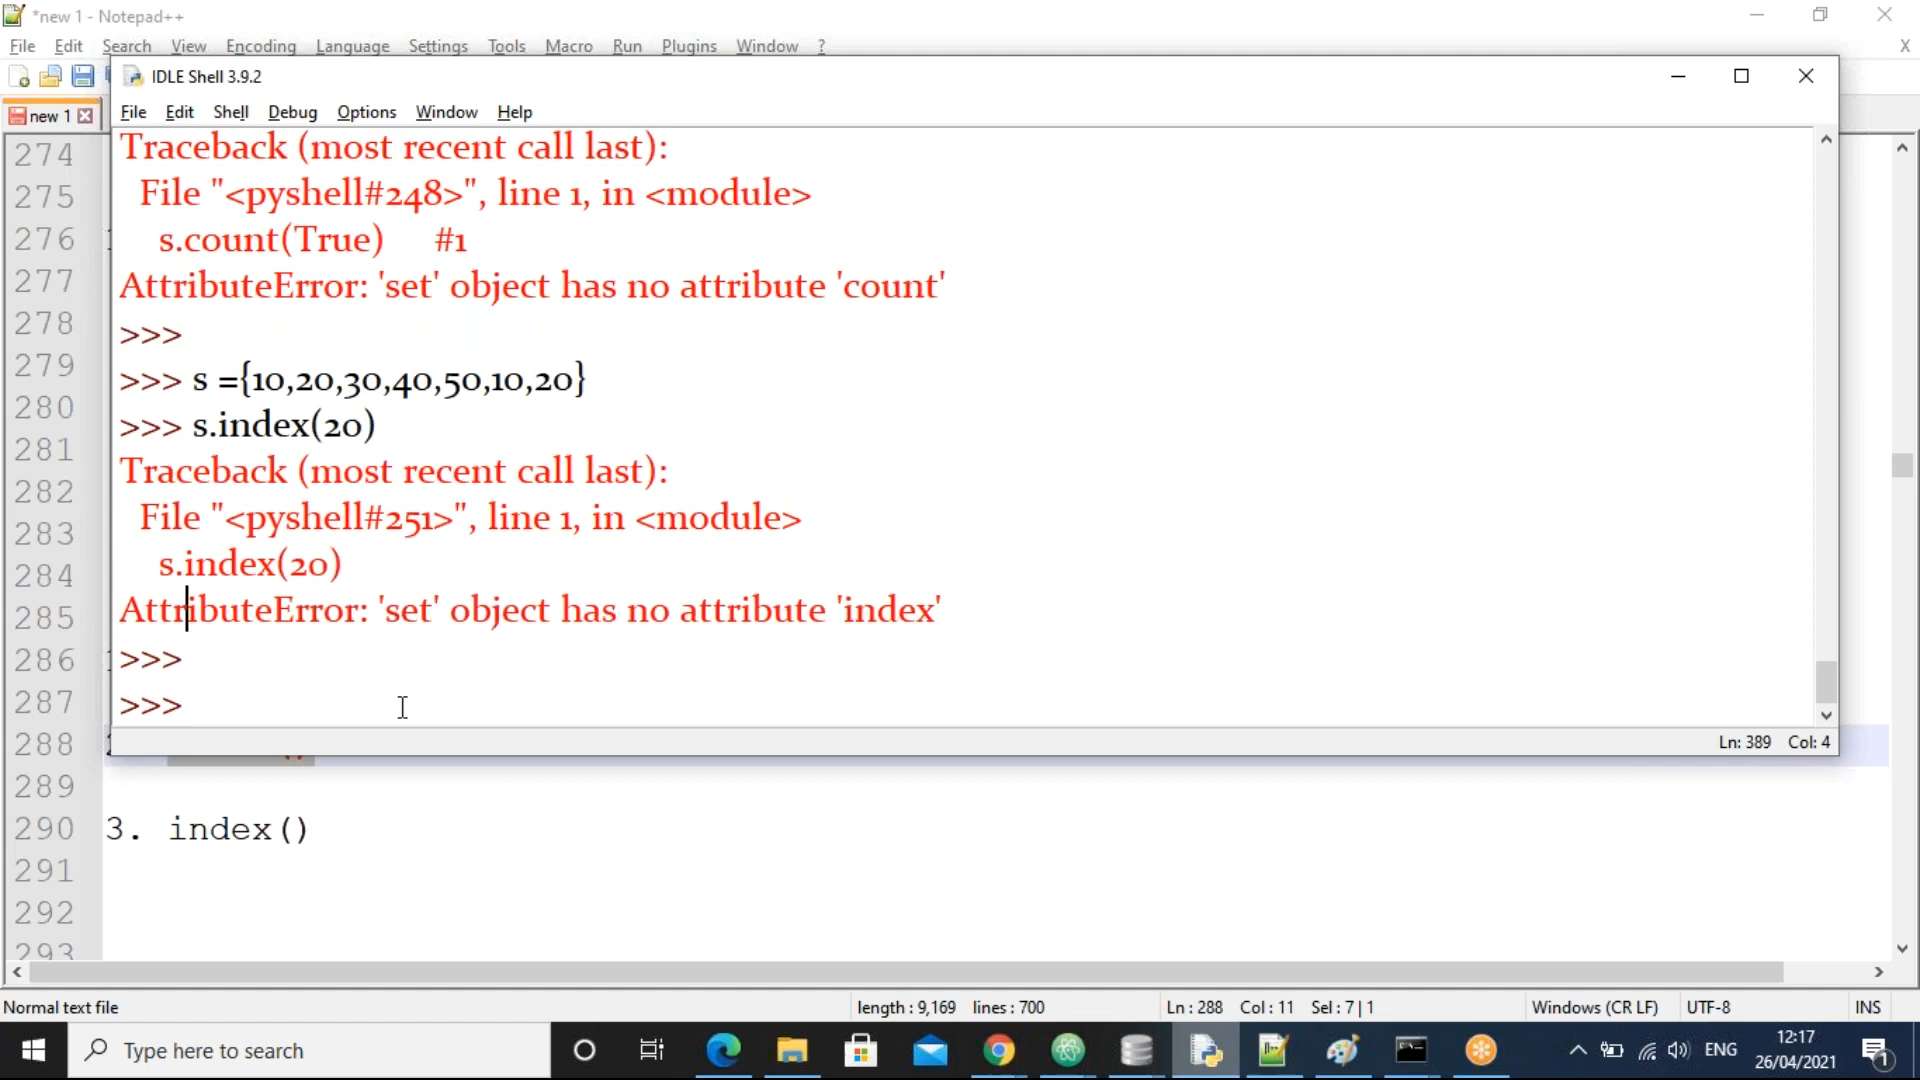 *new 1 - Notepad++
File Edit Search View Encoding Language Settings Tools Macro Run Plugins Window ?
X
IDLE Shell 3.9.2
new 1
File Edit Shell Debug Options Window Help
274
275
276
277
278
279
280
281
282
283
284
285
286
287
288
289
290
291
292
293
Traceback (most recent call last):
File "<pyshell#248>", line 1, in <module>
s.count(True) #1
AttributeError: 'set' object has no attribute 'count'
>>>
>>> s ={10,20,30,40,50,10,20}
>>> s.index(20)
Traceback (most recent call last):
File "<pyshell#251>", line 1, in <module>
s.index(20)
AttributeError: 'set' object has no attribute 'index'
>>>
>>>
Ln: 389 Col: 4
3. index()
Normal text file
length : 9,169 lines : 700
Ln : 288 Col : 11 Sel : 7 | 1
Windows (CR LF)
UTF-8
INS
Type here to search
ENG
12:17
26/04/2021
1